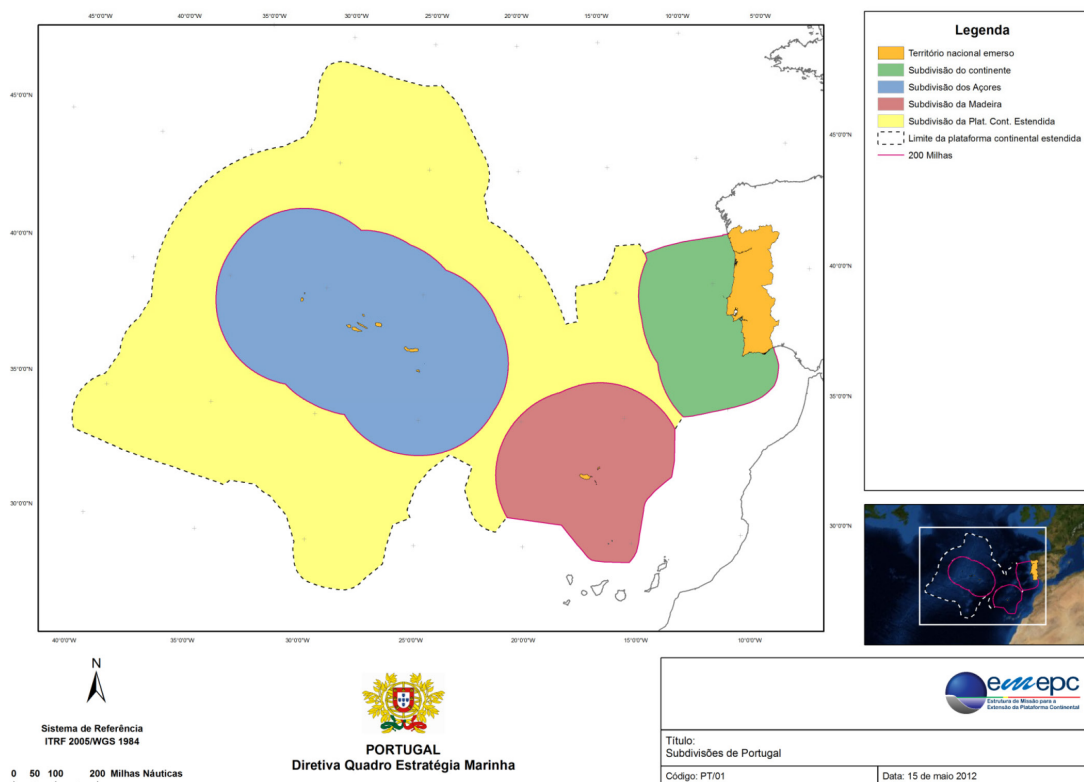 45°0'0"W 40°0'0"W 35°0'0"W 30°0'0"W 25°0'0"W 20°0'0"W 15°0'0"W 10°0'0"W 5°0'0"W
45°0'0"N
40°0'0"N
35°0'0"N
30°0'0"N
45°0'0"N
40°0'0"N
35°0'0"N
30°0'0"N
40°0'0"W 35°0'0"W 30°0'0"W 25°0'0"W 20°0'0"W 15°0'0"W 10°0'0"W
Legenda
Território nacional emerso
Subdivisão do continente
Subdivisão dos Açores
Subdivisão da Madeira
Subdivisão da Plat. Cont. Estendida
Limite da plataforma continental estendida
200 Milhas
N
Sistema de Referência
ITRF 2005/WGS 1984
0 50 100 200 Milhas Náuticas
PORTUGAL
Diretiva Quadro Estratégia Marinha
emepc
Estrutura de Missão para a
Extensão da Plataforma Continental
Título:
Subdivisões de Portugal
Código: PT/01
Data: 15 de maio 2012